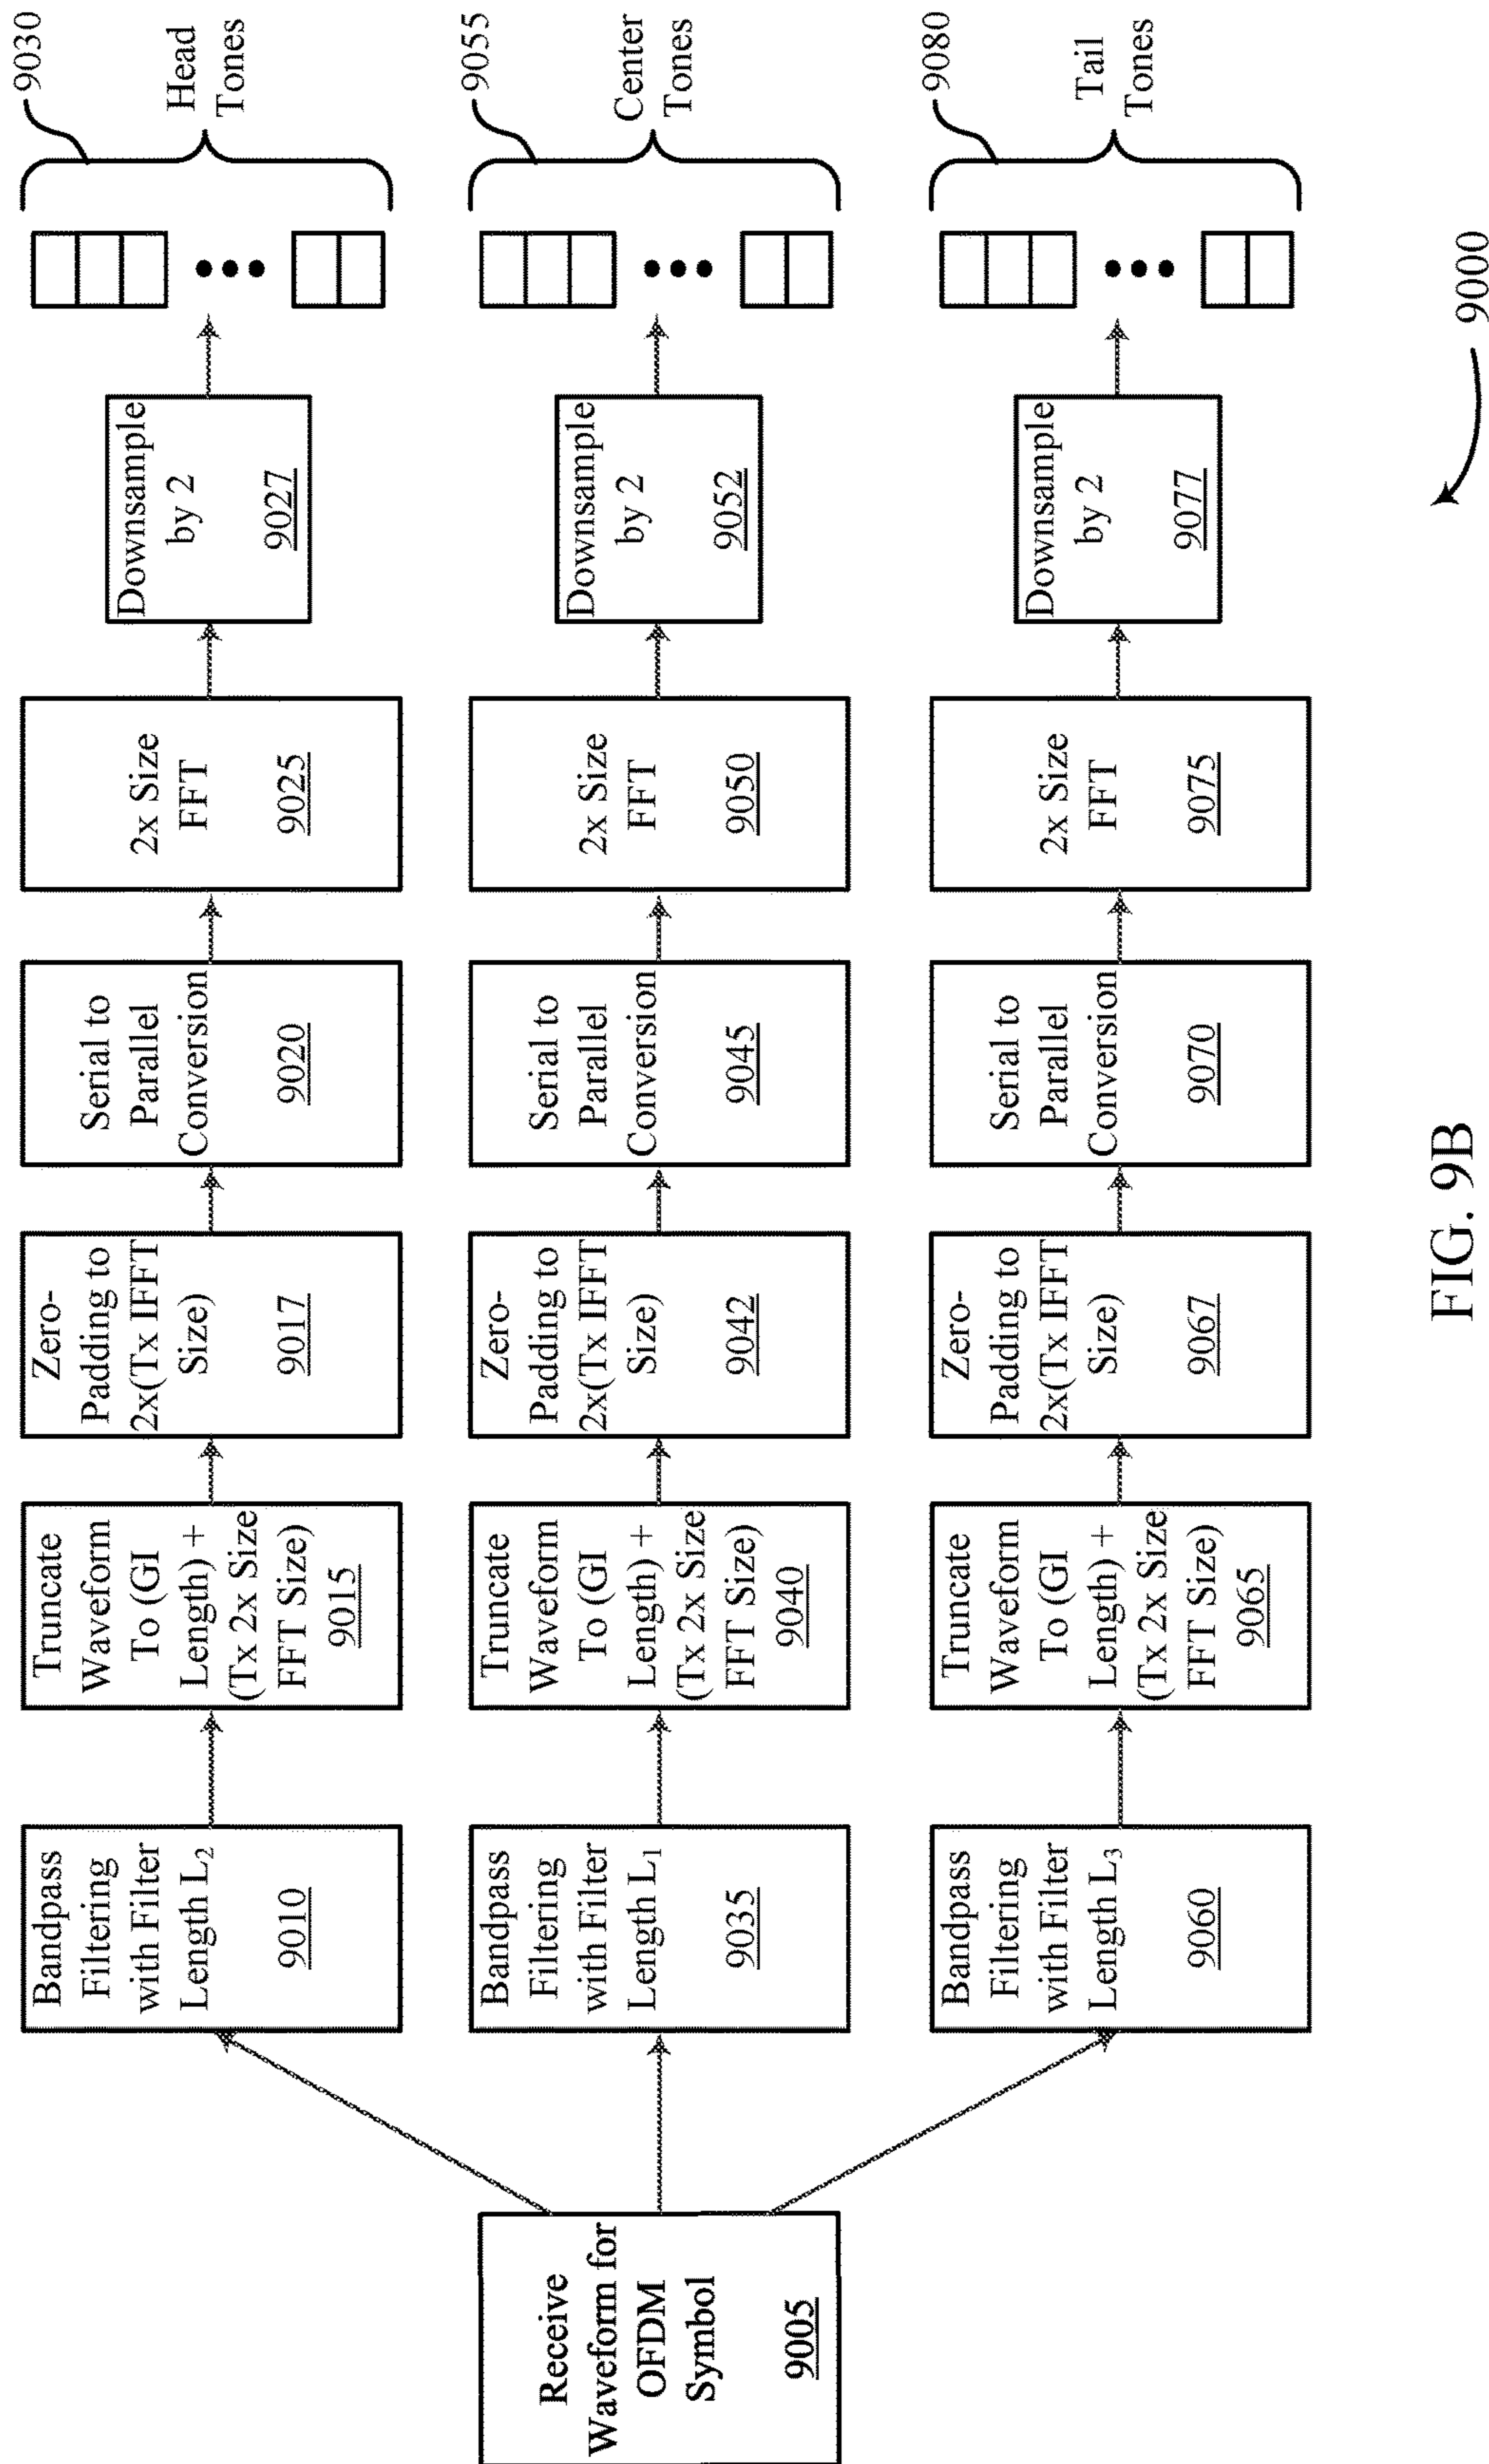 Receive
Waveform for
OFDM
Symbol
9005
Bandpass
Filtering
with Filter
Length L₂
9010
Truncate
Waveform
To (GI
Length) +
(Tx 2x Size
FFT Size)
9015
Zero-
Padding to
2x(Tx IFFT
Size)
9017
Serial to
Parallel
Conversion
9020
2x Size
FFT
9025
Downsample
by 2
9027
9030
Head
Tones
Bandpass
Filtering
with Filter
Length L₁
9035
Truncate
Waveform
To (GI
Length) +
(Tx 2x Size
FFT Size)
9040
Zero-
Padding to
2x(Tx IFFT
Size)
9042
Serial to
Parallel
Conversion
9045
2x Size
FFT
9050
Downsample
by 2
9052
9055
Center
Tones
Bandpass
Filtering
with Filter
Length L₃
9060
Truncate
Waveform
To (GI
Length) +
(Tx 2x Size
FFT Size)
9065
Zero-
Padding to
2x(Tx IFFT
Size)
9067
Serial to
Parallel
Conversion
9070
2x Size
FFT
9075
Downsample
by 2
9077
9080
Tail
Tones
9000
FIG. 9B